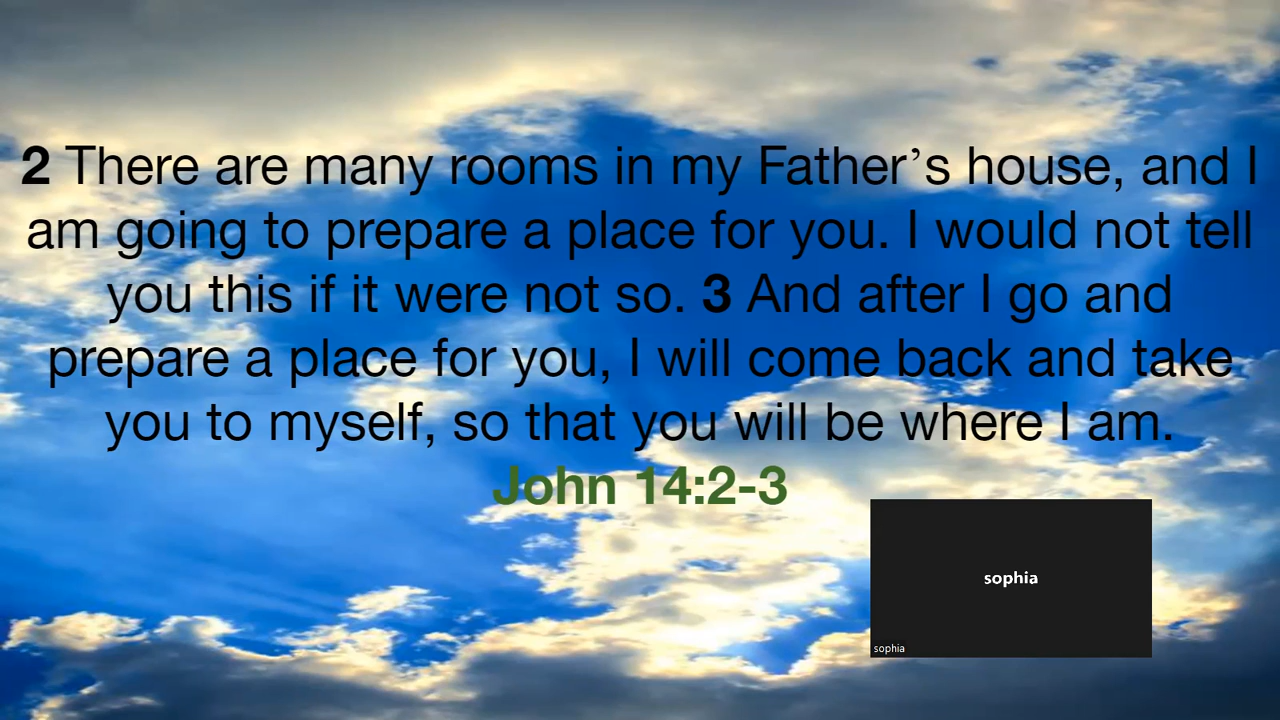 2 There are many rooms in my Father’s house, and I
am going to prepare a place for you. I would not tell
you this if it were not so. 3 And after I go and
prepare a place for you, I will come back and take
you to myself, so that you will be where I am.
John 14:2-3
sophia
sophia